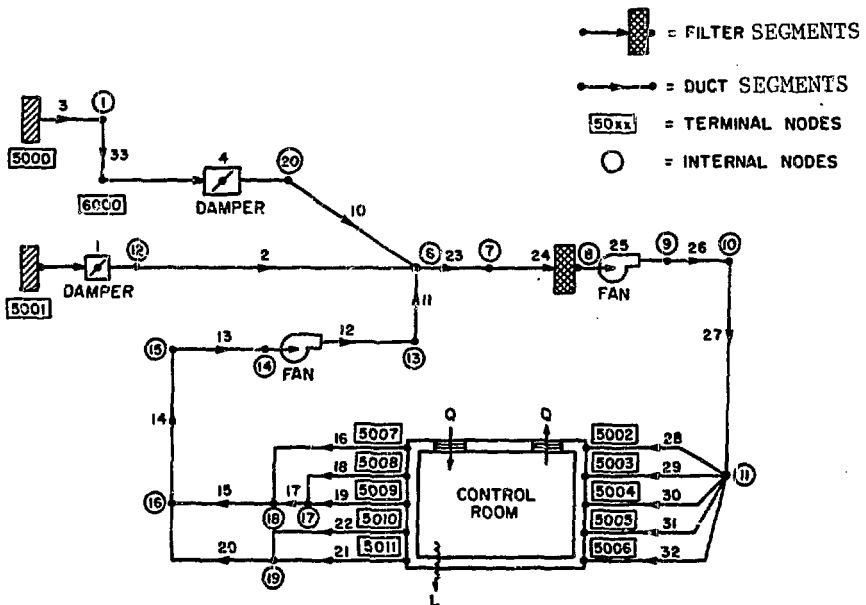 = FILTER SEGMENTS
= DUCT SEGMENTS
50xx = TERMINAL NODES
= INTERNAL NODES
3 1
5000
33
4 20
6000
DAMPER
10
1 12 2
6 23 7 24 8 25 9 26 10
5001
DAMPER
FAN
11
27
15 13 14 12 13
FAN
14
Q Q
16 5007 5002 28
18 5008 5003 29
17 19 5009 5004 30 11
16 15
CONTROL ROOM
18 17
22 5010 5005 31
20 21 5011 5006 32
19
L